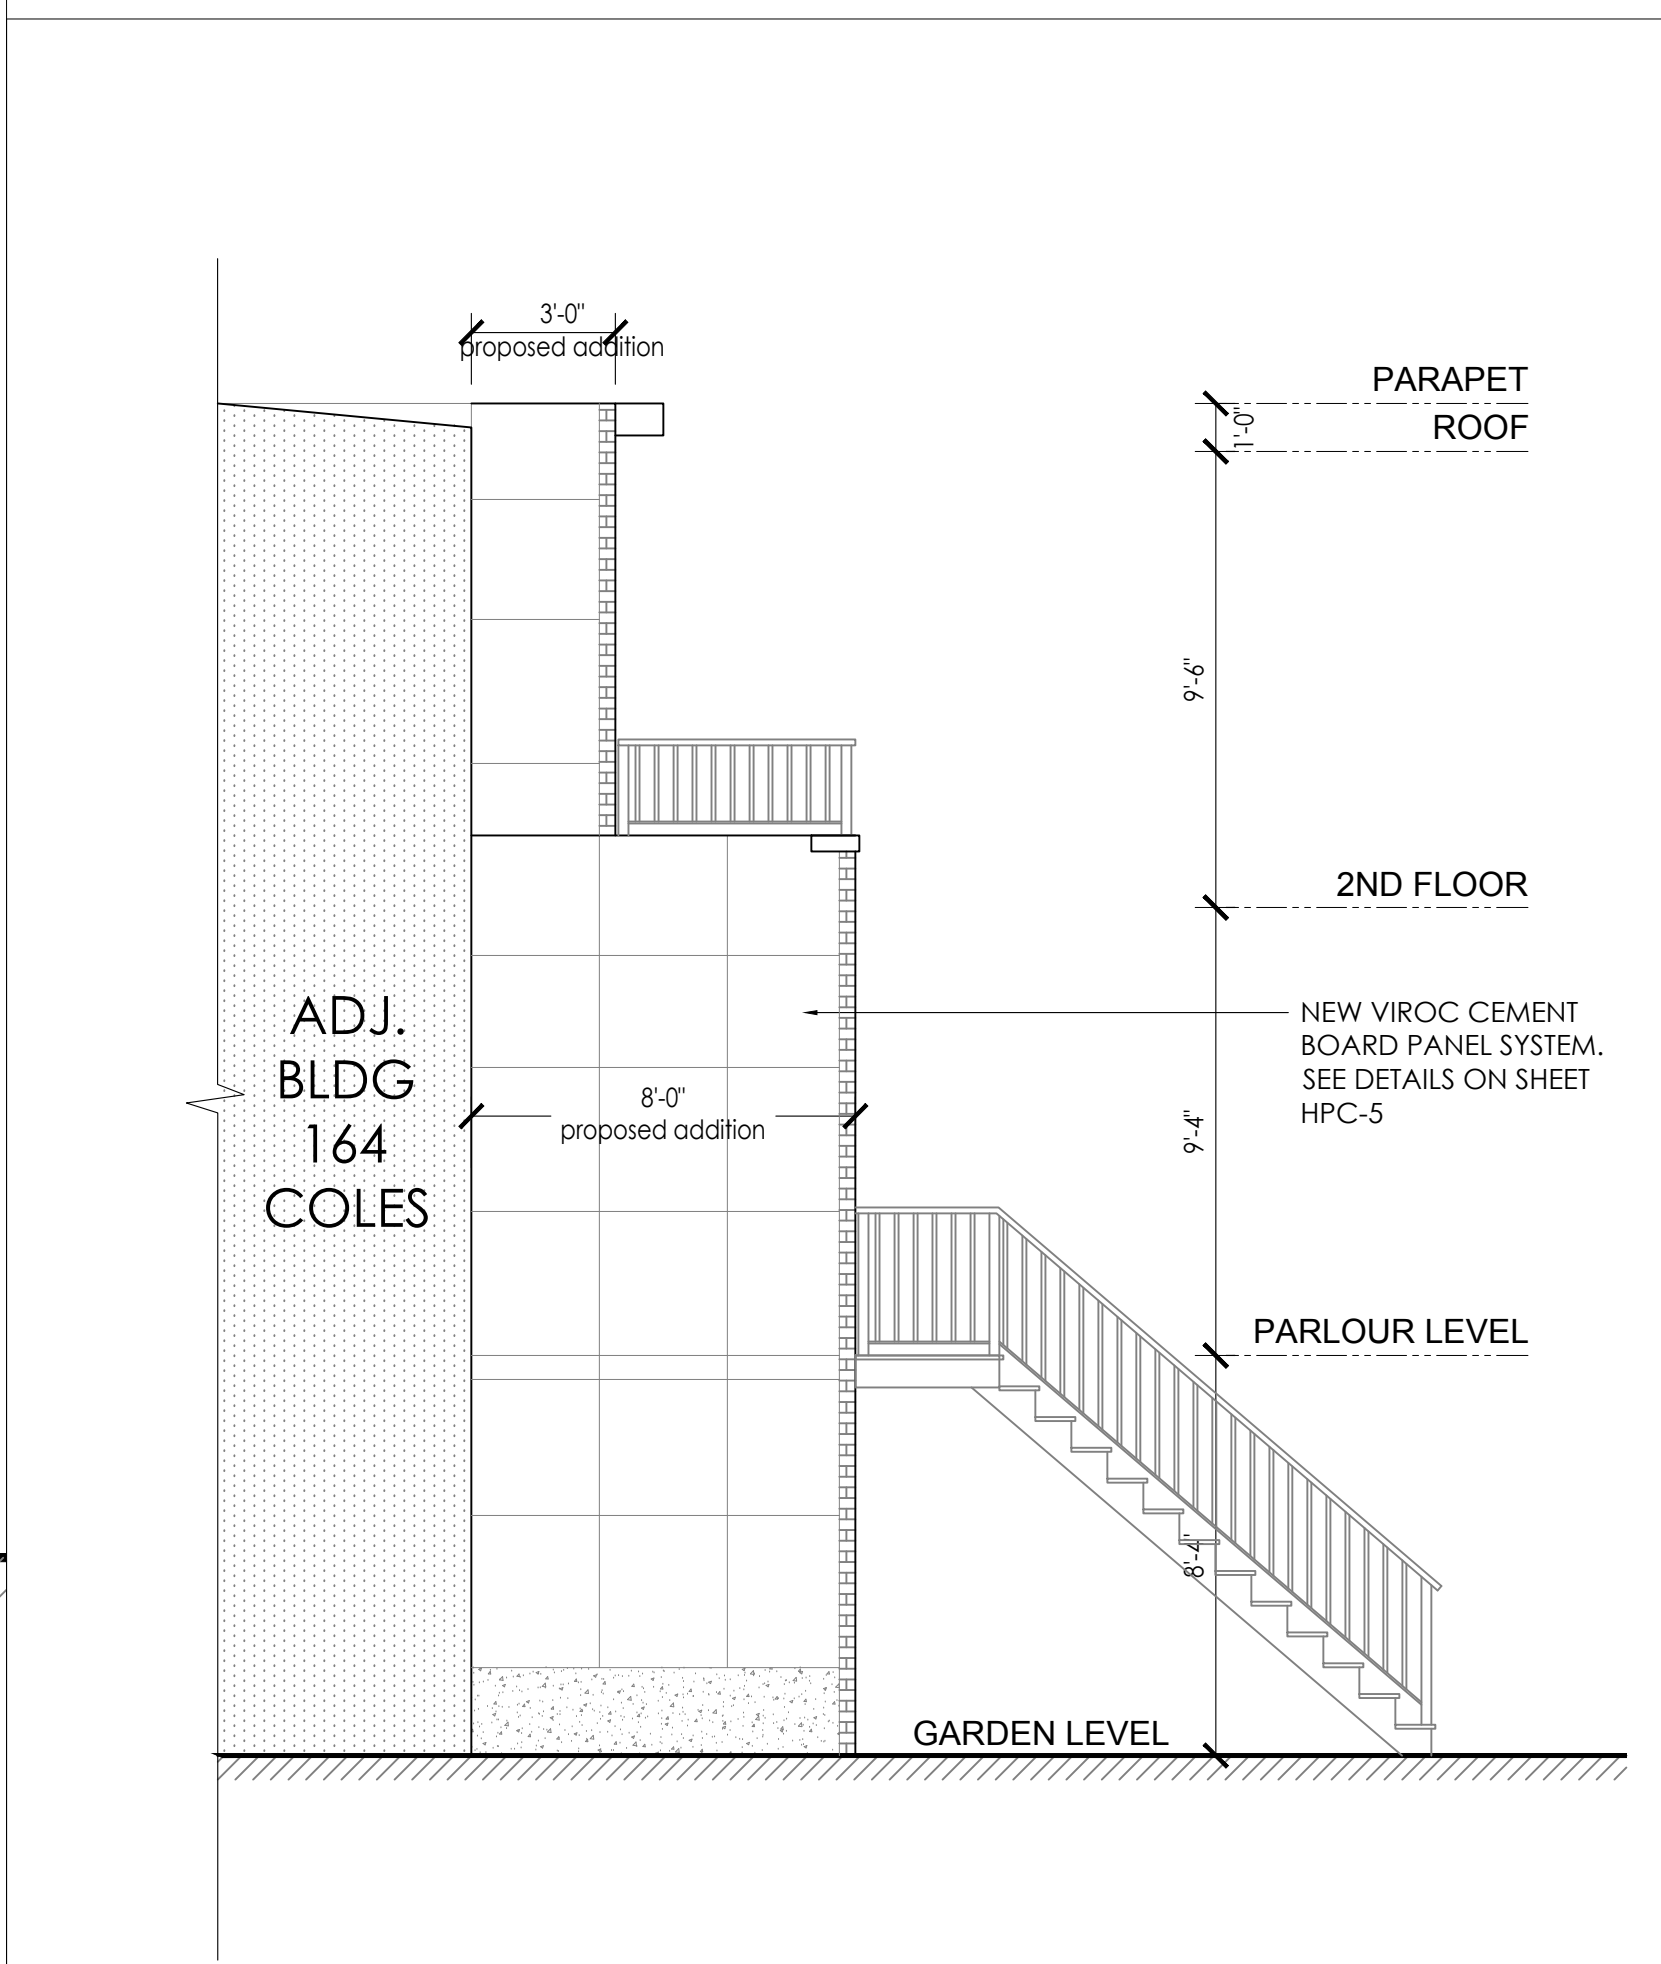 3'-0"
proposed addition
PARAPET
1'-0"
ROOF
9'-6"
2ND FLOOR
ADJ.
BLDG
164
COLES
NEW VIROC CEMENT
BOARD PANEL SYSTEM.
SEE DETAILS ON SHEET
HPC-5
8'-0"
proposed addition
9'-4"
PARLOUR LEVEL
8'-4"
GARDEN LEVEL